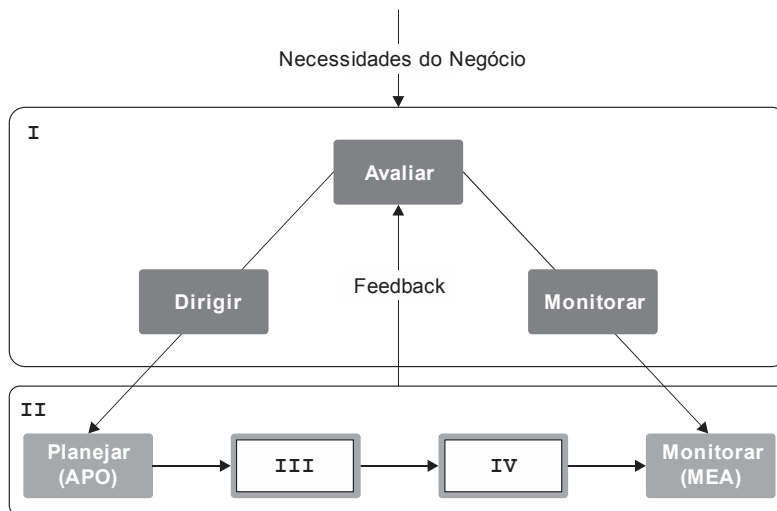 Necessidades do Negócio
I
Avaliar
Dirigir
Feedback
Monitorar
II
Planejar
(APO)
III
IV
Monitorar
(MEA)